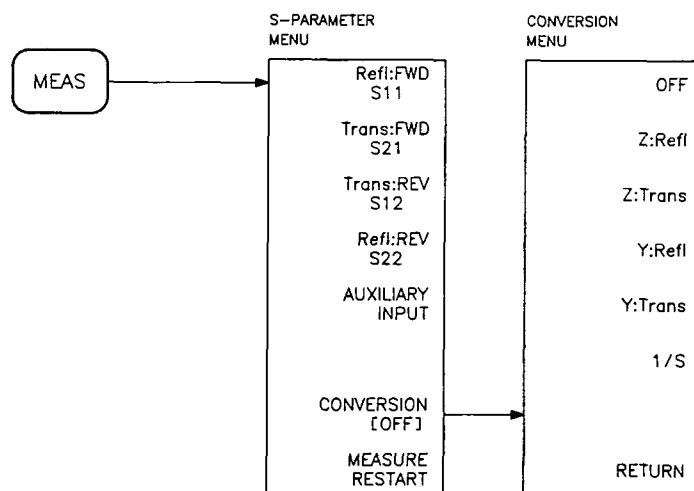 S-PARAMETER
MENU
CONVERSION
MENU
MEAS
Refl:FWD
S11
Trans:FWD
S21
Trans:REV
S12
Refl:REV
S22
AUXILIARY
INPUT
CONVERSION
[OFF]
MEASURE
RESTART
OFF
Z:Refl
Z:Trans
Y:Refl
Y:Trans
1/S
RETURN